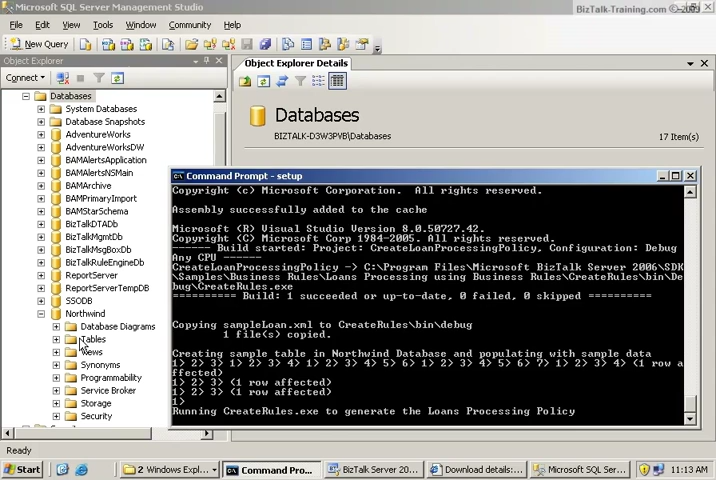 Microsoft SQL Server Management Studio
BizTalk-Training.com © 2009
File Edit View Tools Window Community Help
New Query
Object Explorer
Connect
Databases
System Databases
Database Snapshots
AdventureWorks
AdventureWorksDW
BAMAlertsApplication
BAMAlertsNSMain
BAMArchive
BAMPrimaryImport
BAMStarSchema
BizTalkDTADb
BizTalkMgmtDb
BizTalkMsgBoxDb
BizTalkRuleEngineDb
ReportServer
ReportServerTempDB
SSODB
Northwind
Database Diagrams
Tables
Views
Synonyms
Programmability
Service Broker
Storage
Security
Object Explorer Details
Databases
BIZTALK-D3W3PVB\Databases
17 Item(s)
Command Prompt - setup
Copyright (c) Microsoft Corporation. All rights reserved.
Assembly successfully added to the cache
Microsoft (R) Visual Studio Version 8.0.50727.42.
Copyright (C) Microsoft Corp 1984-2005. All rights reserved.
------ Build started: Project: CreateLoanProcessingPolicy, Configuration: Debug
Any CPU ------
CreateLoanProcessingPolicy -> C:\Program Files\Microsoft BizTalk Server 2006\SDK
\Samples\Business Rules\Loans Processing using Business Rules\CreateRules\bin\De
bug\CreateRules.exe
========== Build: 1 succeeded or up-to-date, 0 failed, 0 skipped ==========
Copying sampleLoan.xml to CreateRules\bin\debug
1 file(s) copied.
Creating sample table in Northwind Database and populating with sample data
1> 2> 3> 1> 2> 3> 4> 1> 2> 3> 4> 5> 6> 1> 2> 3> 4> 5> 6> 7> 1> 2> 3> 4> (1 row a
ffected)
1> 2> 3> (1 row affected)
1> 2> 3> (1 row affected)
1>
Running CreateRules.exe to generate the Loans Processing Policy
Ready
Start
2 Windows Expl...
Command Pro...
BizTalk Server 20...
Download details:...
Microsoft SQL Se...
11:13 AM